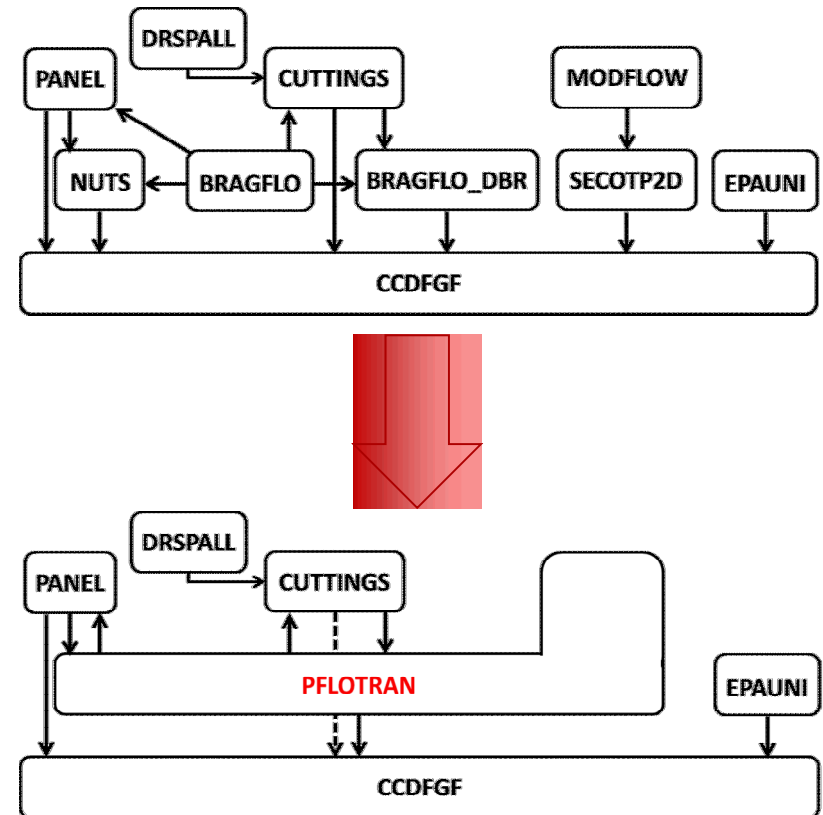 DRSPALL
PANEL
CUTTINGS
MODFLOW
NUTS
BRAGFLO
BRAGFLO_DBR
SECOTP2D
EPAUNI
CCDFGF
DRSPALL
PANEL
CUTTINGS
PFLOTRAN
EPAUNI
CCDFGF